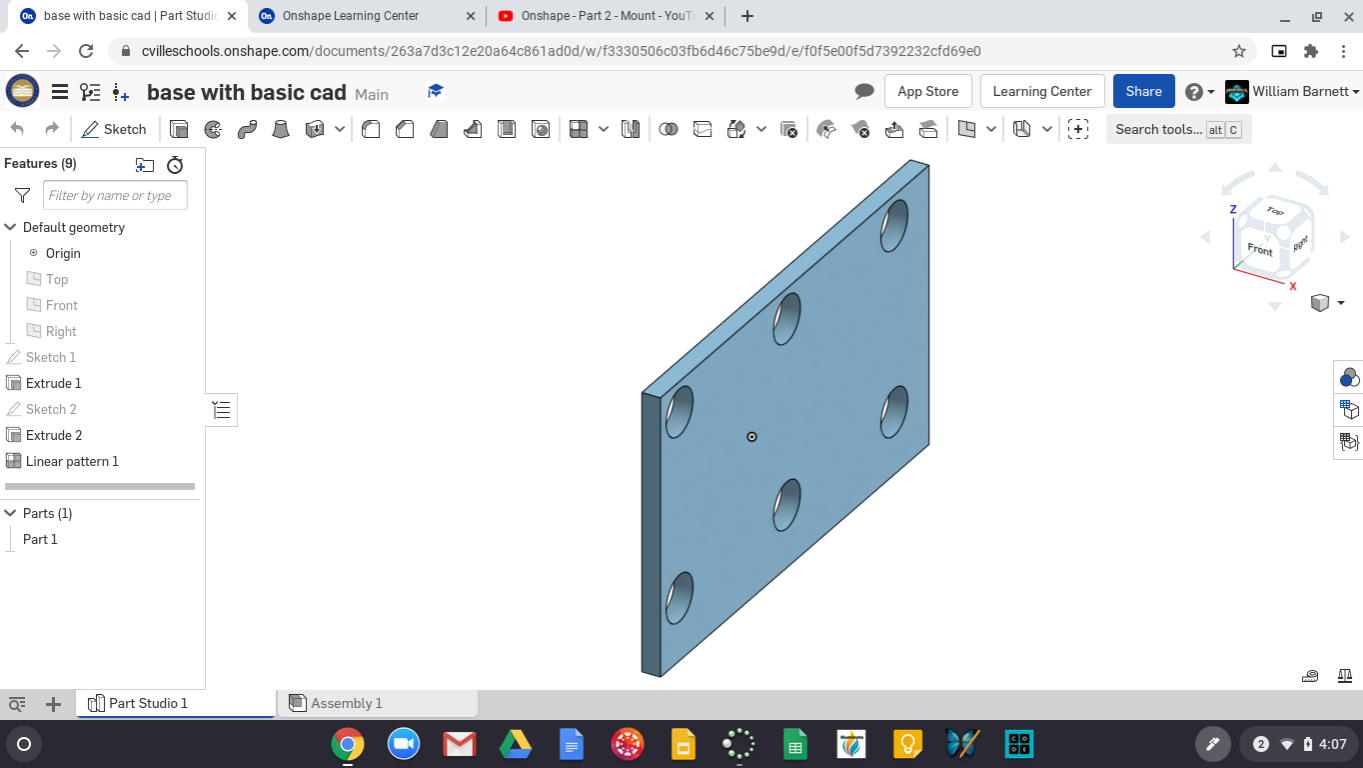 On base with basic cad | Part Studio
On Onshape Learning Center
Onshape - Part 2 - Mount - YouTu
cvilleschools.onshape.com/documents/263a7d3c12e20a64c861ad0d/w/f3330506c03fb6d46c75be9d/e/f0f5e00f5d7392232cfd69e0
base with basic cad Main
App Store
Learning Center
Share
William Barnett
Sketch
Search tools... alt C
Features (9)
Filter by name or type
Default geometry
Origin
Top
Front
Right
Sketch 1
Extrude 1
Sketch 2
Extrude 2
Linear pattern 1
Parts (1)
Part 1
Z
Top
Y
Front
Right
X
Part Studio 1
Assembly 1
CODE
2
4:07